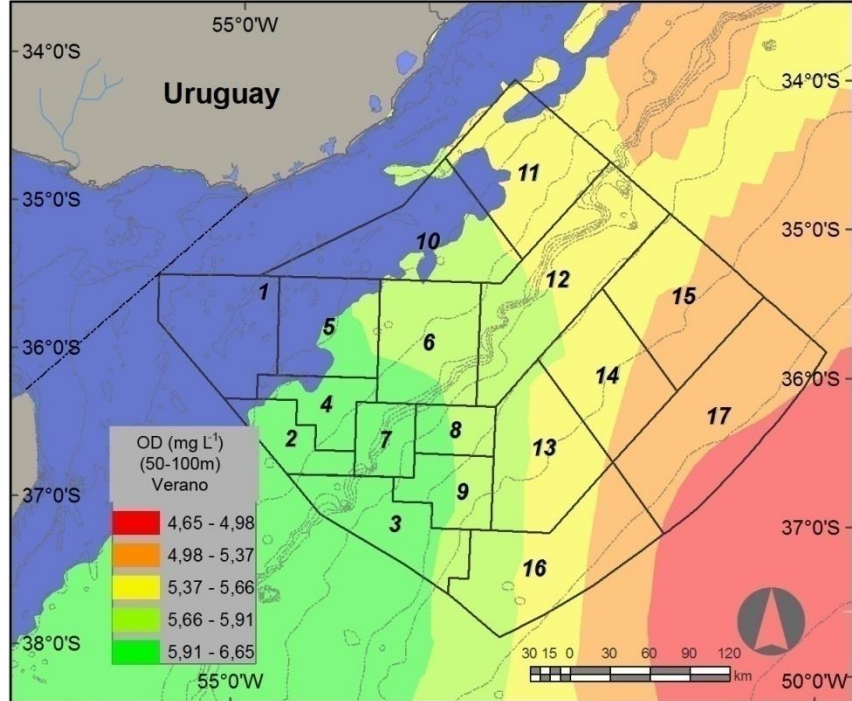 55°0'W
34°0'S
34°0'S
Uruguay
11
35°0'S
10
35°0'S
12
1
15
5
6
36°0'S
14
36°0'S
4
17
8
2
7
13
OD (mg L⁻¹)
(50-100m)
Verano
9
37°0'S
3
37°0'S
4,65 - 4,98
4,98 - 5,37
16
5,37 - 5,66
5,66 - 5,91
38°0'S
5,91 - 6,65
30 15 0 30 60 90 120
km
55°0'W
50°0'W